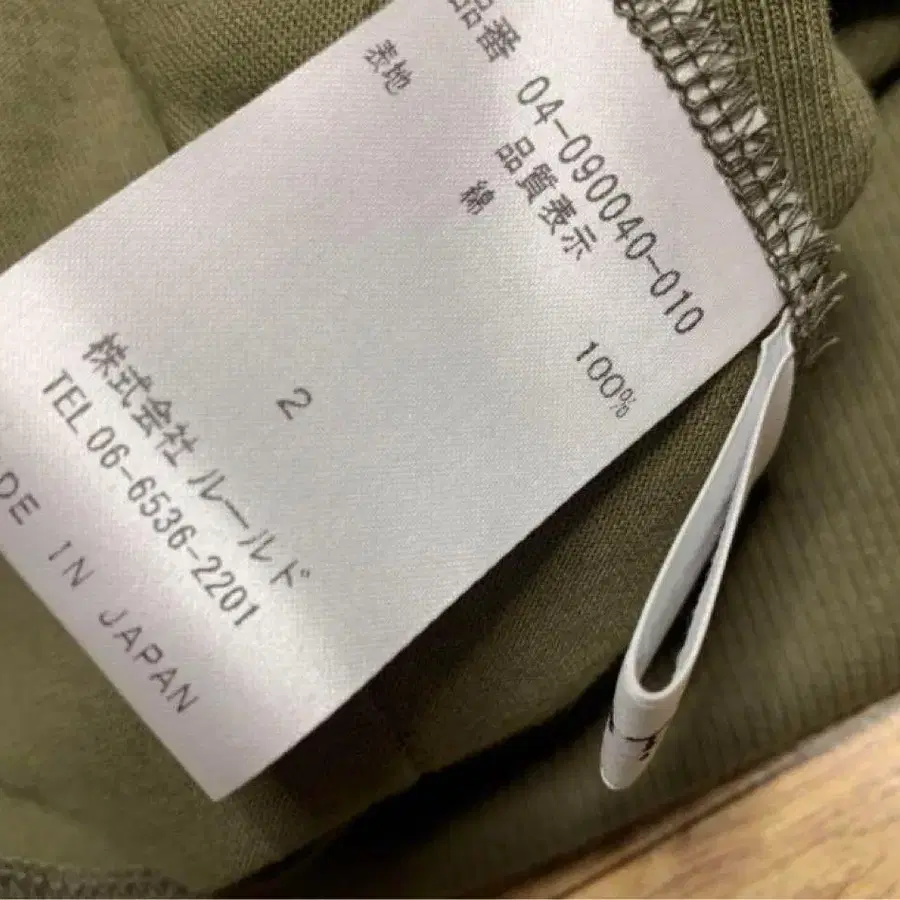 品番 04-090040-010
品質表示
表地 綿 100%
2
株式会社 ルールド
TEL 06-6536-2201
DE IN JAPAN